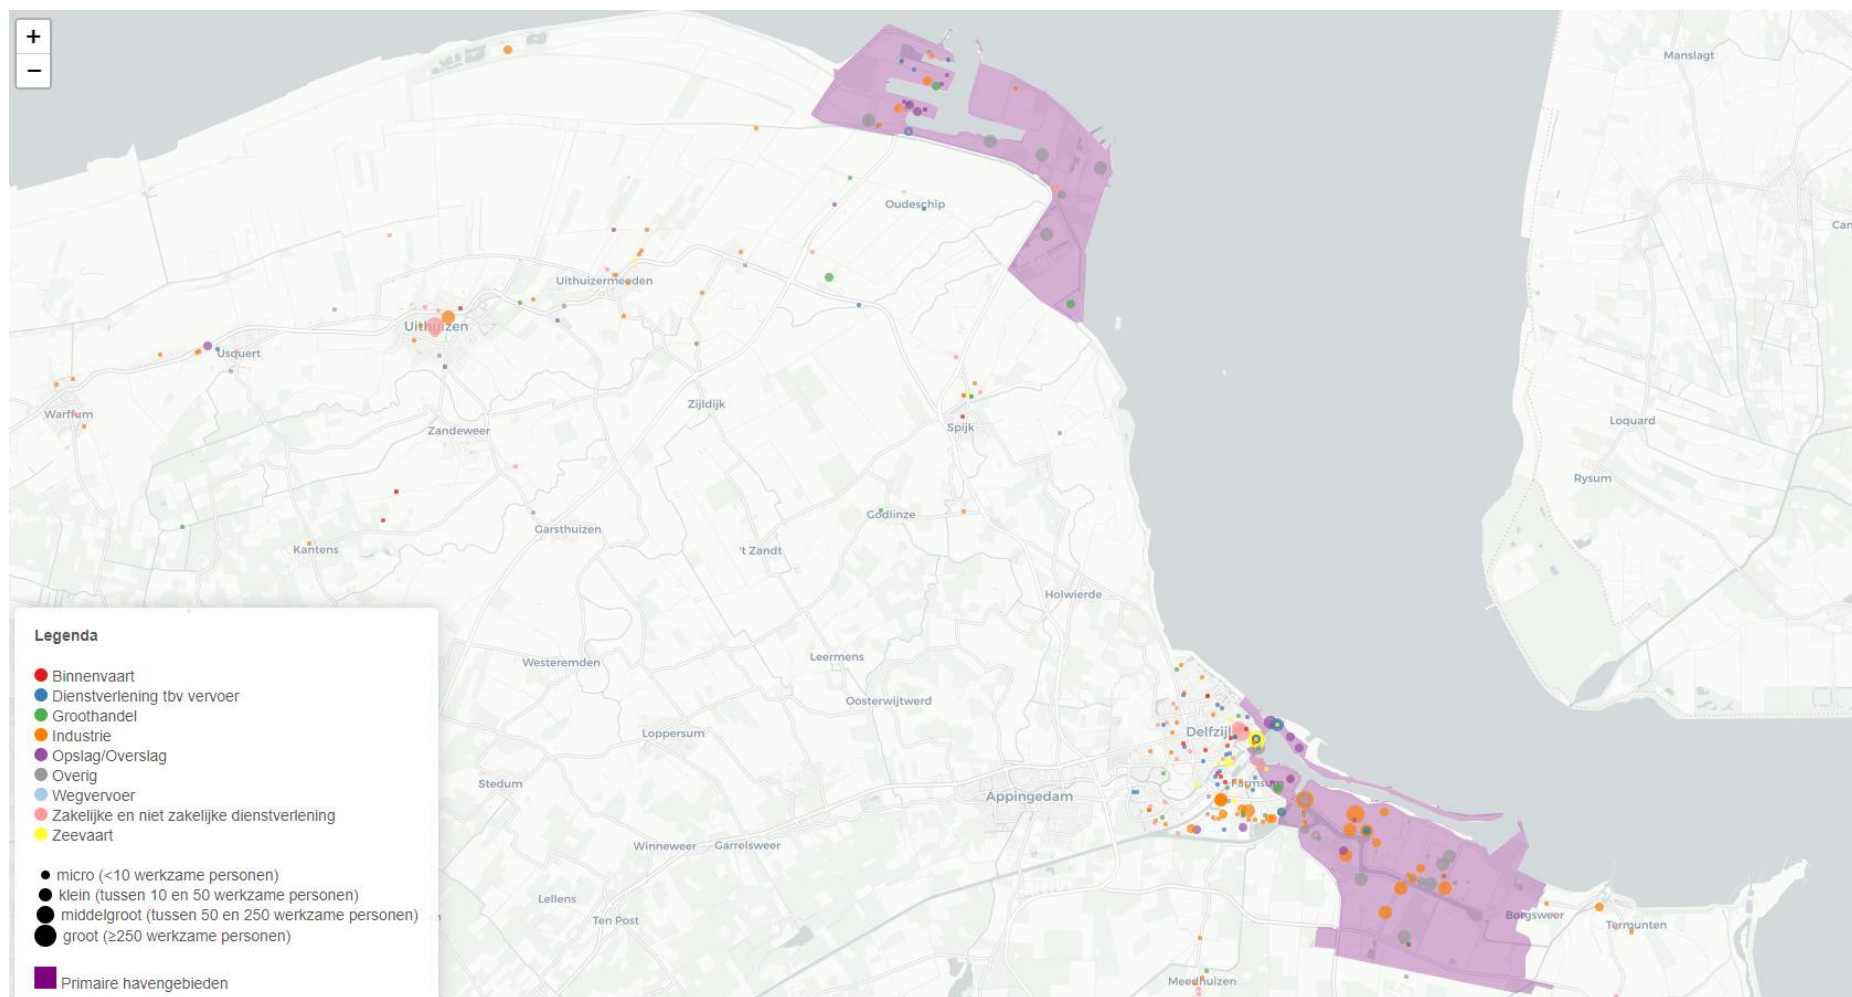 +
−
Manslagt
Can
Oudeschip
Uithuizermeeden
Uithuizen
Usquert
Warffum
Zijldijk
Loquard
Zandeweer
Spijk
Rysum
Godlinze
Garsthuizen
't Zandt
Kantens
Holwierde
Legenda
Binnenvaart
Dienstverlening tbv vervoer
Groothandel
Industrie
Opslag/Overslag
Overig
Wegvervoer
Zakelijke en niet zakelijke dienstverlening
Zeevaart
micro (<10 werkzame personen)
klein (tussen 10 en 50 werkzame personen)
middelgroot (tussen 50 en 250 werkzame personen)
groot (≥250 werkzame personen)
Primaire havengebieden
Leermens
Westeremden
Oosterwijtwerd
Loppersum
Delfzijl
Stedum
Farmsum
Appingedam
Winneweer
Garrelsweer
Lellens
Ten Post
Borgsweer
Termunten
Meedhuizen